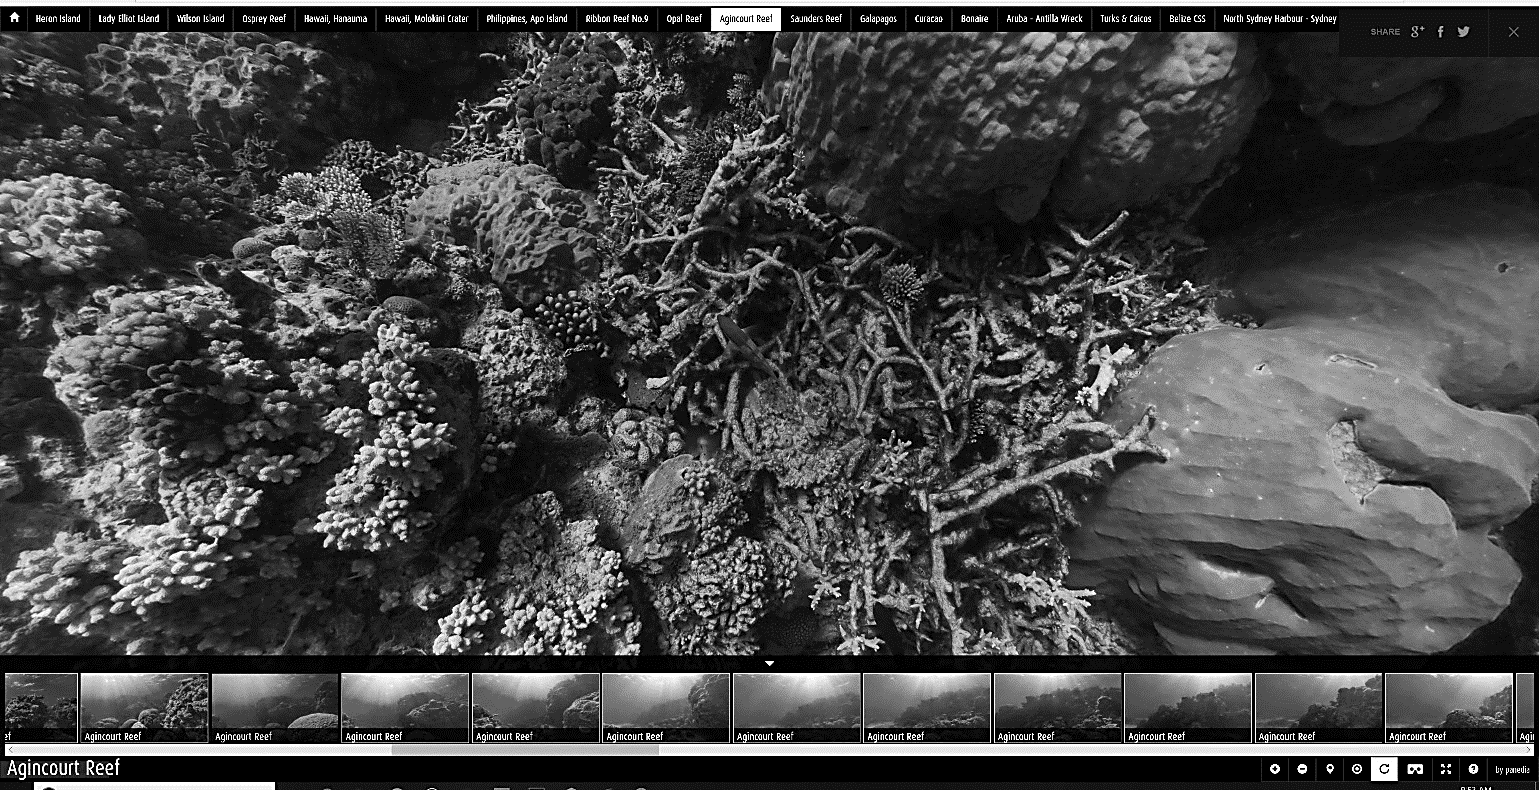 Heron Island Lady Elliot Island Wilson Island Osprey Reef Hawaii, Hanauma Hawaii, Molokini Crater Philippines, Apo Island Ribbon Reef No.9 Opal Reef Agincourt Reef Saunders Reef Galapagos Curacao Bonaire Aruba - Antilla Wreck Turks & Caicos Belize CSS North Sydney Harbour - Sydney
SHARE g+ f
Agincourt Reef Agincourt Reef Agincourt Reef Agincourt Reef Agincourt Reef Agincourt Reef Agincourt Reef Agincourt Reef Agincourt Reef Agincourt Reef Agincourt Reef
Agincourt Reef
by panedia